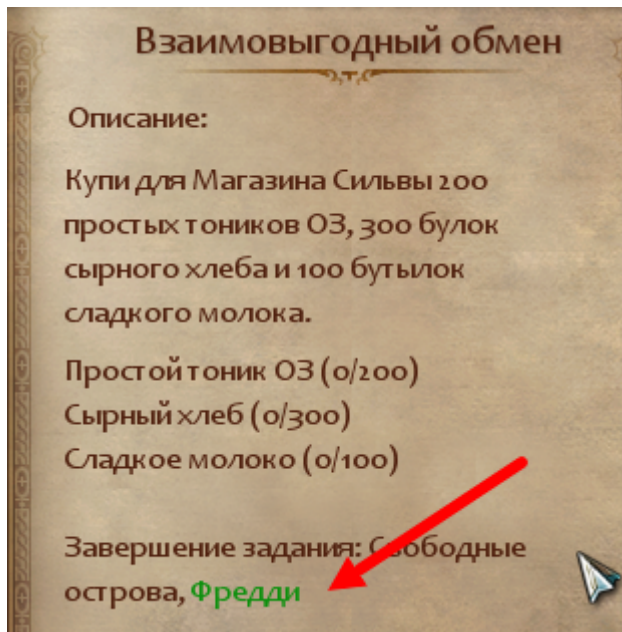 Взаимовыгодный обмен
Описание:
Купи для Магазина Сильвы 200
простых тоников ОЗ, 300 булок
сырного хлеба и 100 бутылок
сладкого молока.
Простой тоник ОЗ (0/200)
Сырный хлеб (0/300)
Сладкое молоко (0/100)
Завершение задания: Свободные
острова, Фредди